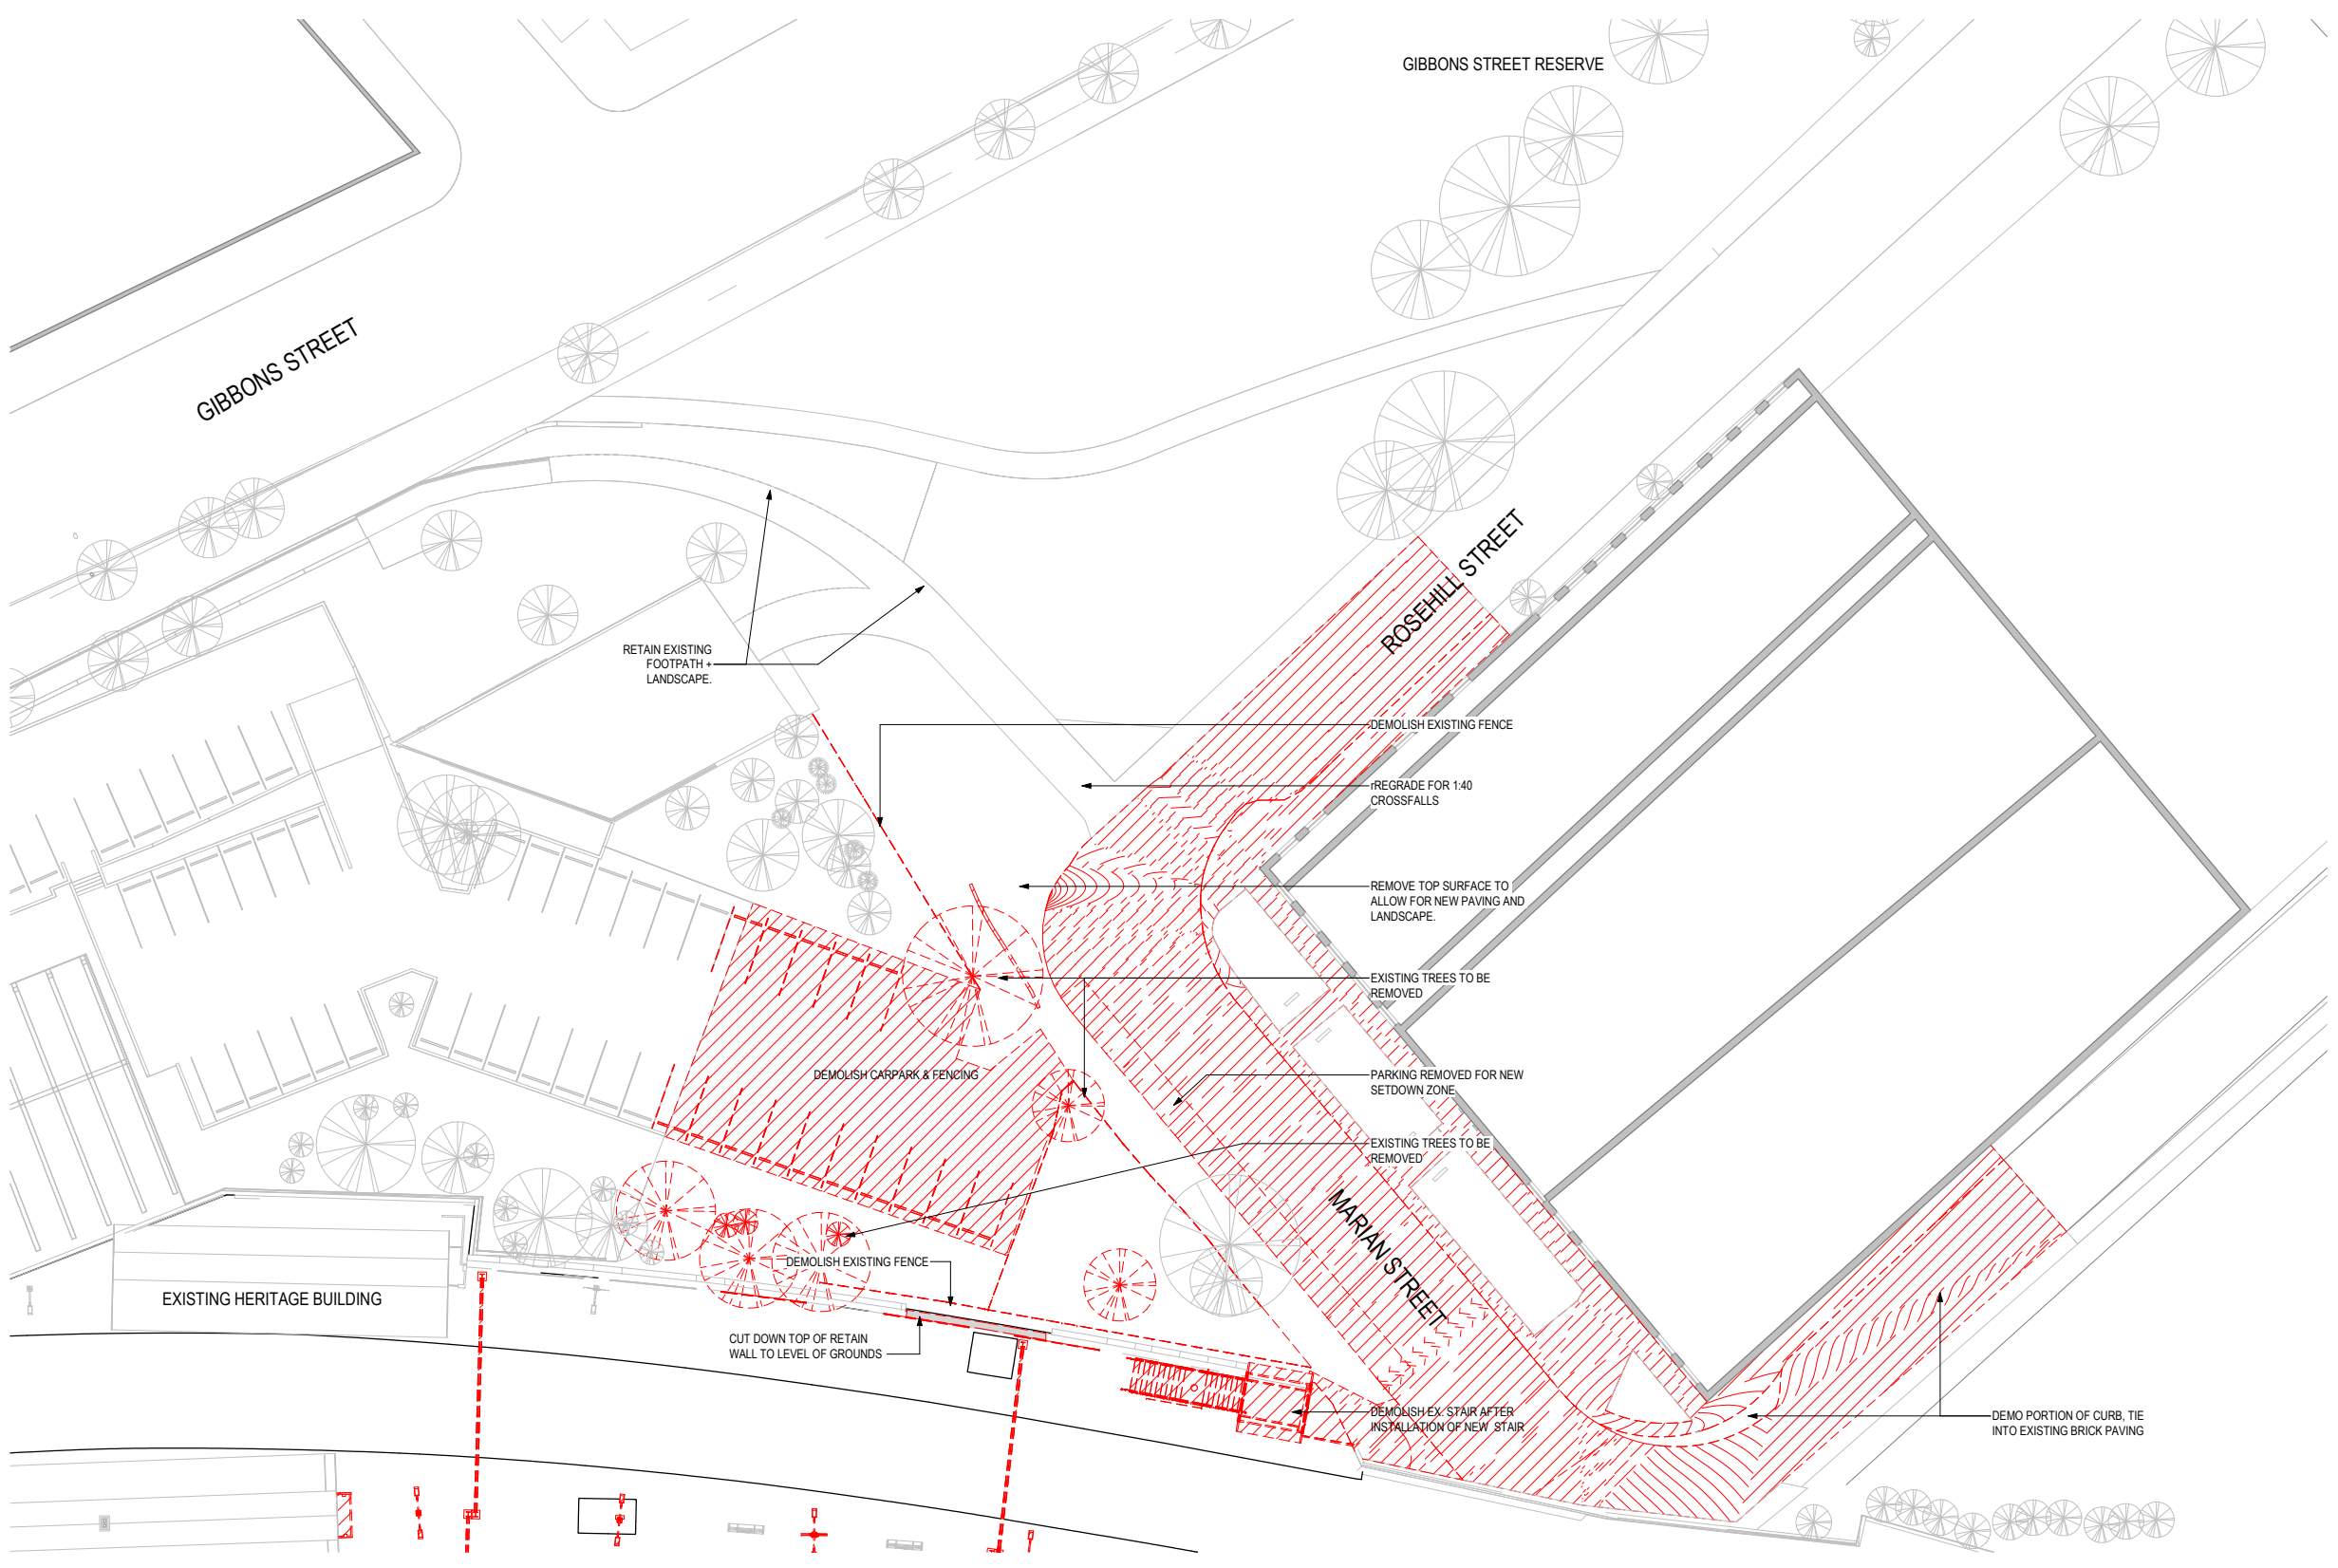 GIBBONS STREET RESERVE
GIBBONS STREET
ROSEHILL STREET
RETAIN EXISTING
FOOTPATH +
LANDSCAPE.
DEMOLISH EXISTING FENCE
rREGRADE FOR 1:40
CROSSFALLS
REMOVE TOP SURFACE TO
ALLOW FOR NEW PAVING AND
LANDSCAPE.
EXISTING TREES TO BE
REMOVED
DEMOLISH CARPARK & FENCING
PARKING REMOVED FOR NEW
SETDOWN ZONE
EXISTING TREES TO BE
REMOVED
MARIAN STREET
DEMOLISH EXISTING FENCE
EXISTING HERITAGE BUILDING
CUT DOWN TOP OF RETAIN
WALL TO LEVEL OF GROUNDS
DEMOLISH EX. STAIR AFTER
INSTALLATION OF NEW STAIR
DEMO PORTION OF CURB, TIE
INTO EXISTING BRICK PAVING